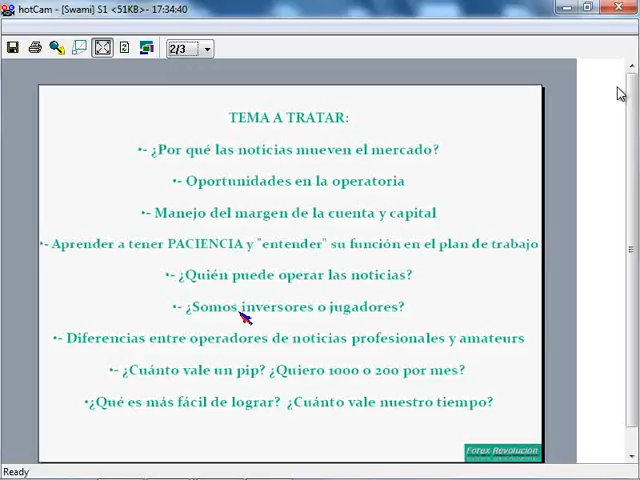 hotCam - [Swami] S1 <51KB> - 17:34:40
2/3
TEMA A TRATAR:
•- ¿Por qué las noticias mueven el mercado?
•- Oportunidades en la operatoria
•- Manejo del margen de la cuenta y capital
•- Aprender a tener PACIENCIA y "entender" su función en el plan de trabajo
•- ¿Quién puede operar las noticias?
•- ¿Somos inversores o jugadores?
•- Diferencias entre operadores de noticias profesionales y amateurs
•- ¿Cuánto vale un pip? ¿Quiero 1000 o 200 por mes?
•¿Qué es más fácil de lograr? ¿Cuánto vale nuestro tiempo?
Forex Revolución
Ready